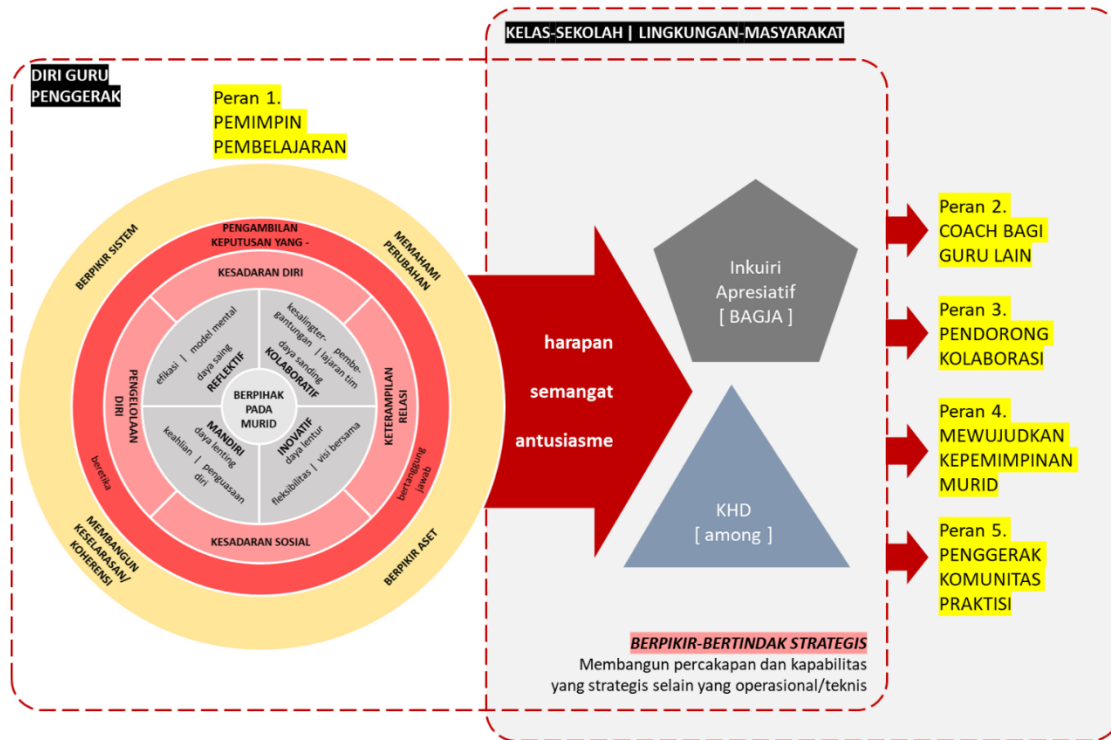 KELAS-SEKOLAH | LINGKUNGAN-MASYARAKAT
DIRI GURU
PENGGERAK
Peran 1.
PEMIMPIN
PEMBELAJARAN
BERPIKIR SISTEM
MEMAHAMI
PERUBAHAN
MEMBANGUN
KESELARASAN/
KOHERENSI
BERPIKIR ASET
PENGAMBILAN
KEPUTUSAN YANG -
beretika
bertanggung
jawab
KESADARAN DIRI
PENGELOLAAN
DIRI
KETERAMPILAN
RELASI
KESADARAN SOSIAL
efikasi | model mental
daya saing
REFLEKTIF
kesalingter- | pembe-
gantungan | lajaran tim
daya sanding
KOLABORATIF
BERPIHAK
PADA
MURID
MANDIRI
daya lenting
keahlian | penguasaan
diri
INOVATIF
daya lentur
fleksibilitas | visi bersama
harapan
semangat
antusiasme
Inkuiri
Apresiatif
[ BAGJA ]
KHD
[ among ]
BERPIKIR-BERTINDAK STRATEGIS
Membangun percakapan dan kapabilitas
yang strategis selain yang operasional/teknis
Peran 2.
COACH BAGI
GURU LAIN
Peran 3.
PENDORONG
KOLABORASI
Peran 4.
MEWUJUDKAN
KEPEMIMPINAN
MURID
Peran 5.
PENGGERAK
KOMUNITAS
PRAKTISI